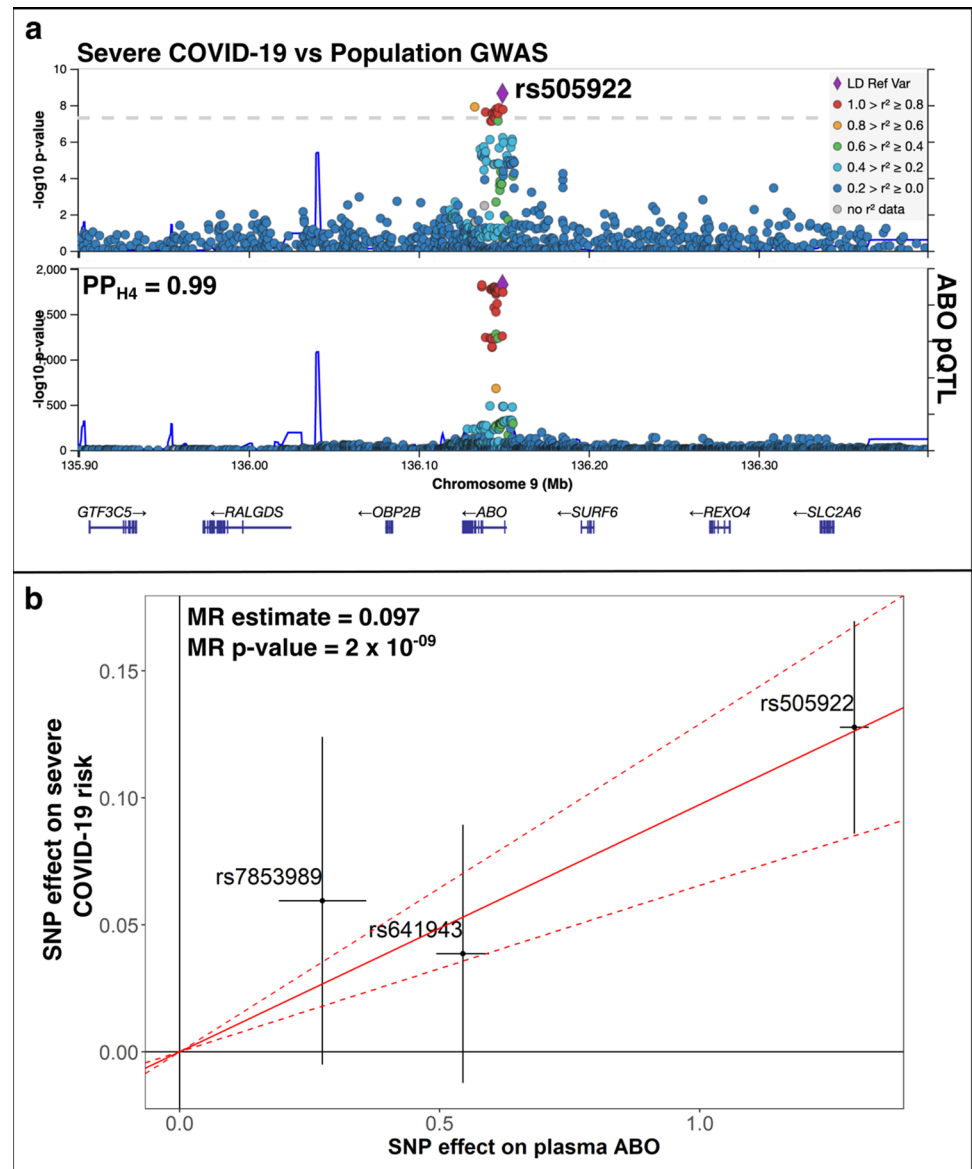 a
Severe COVID-19 vs Population GWAS
10
8
6
4
2
0
-log10 p-value
rs505922
LD Ref Var
1.0 > r² ≥ 0.8
0.8 > r² ≥ 0.6
0.6 > r² ≥ 0.4
0.4 > r² ≥ 0.2
0.2 > r² ≥ 0.0
no r² data
PPH4 = 0.99
2,000
,500
,000
500
0
-log10 p-value
ABO pQTL
135.90
136.00
136.10
136.20
136.30
Chromosome 9 (Mb)
GTF3C5→
←RALGDS
←OBP2B
←ABO
←SURF6
←REXO4
←SLC2A6
b
MR estimate = 0.097
MR p-value = 2 x 10-09
SNP effect on severe
COVID-19 risk
0.15
0.10
0.05
0.00
rs505922
rs7853989
rs641943
0.0
0.5
1.0
SNP effect on plasma ABO